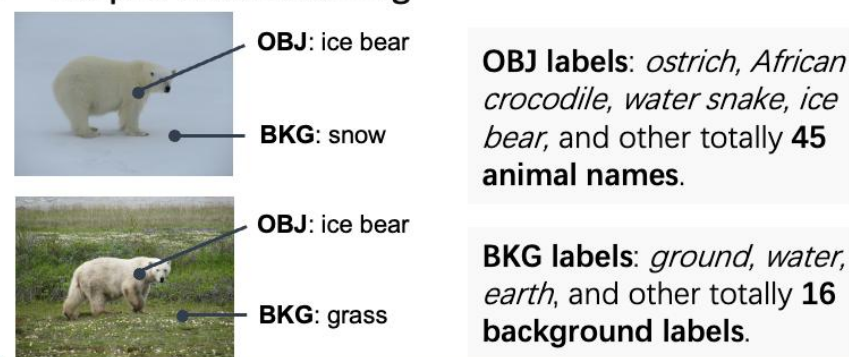 OBJ: ice bear
BKG: snow
OBJ: ice bear
BKG: grass
OBJ labels: ostrich, African
crocodile, water snake, ice
bear, and other totally 45
animal names.
BKG labels: ground, water,
earth, and other totally 16
background labels.